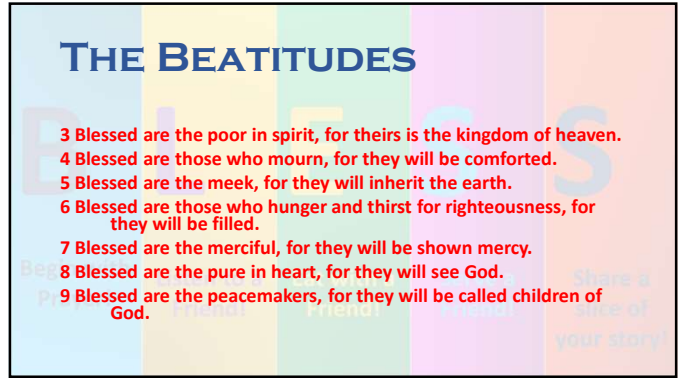 THE BEATITUDES
3 Blessed are the poor in spirit, for theirs is the kingdom of heaven.
4 Blessed are those who mourn, for they will be comforted.
5 Blessed are the meek, for they will inherit the earth.
6 Blessed are those who hunger and thirst for righteousness, for
they will be filled.
7 Blessed are the merciful, for they will be shown mercy.
8 Blessed are the pure in heart, for they will see God.
9 Blessed are the peacemakers, for they will be called children of
God.
B L E S S
Friend!
Friend!
Friend!
Share a
slice of
your story!